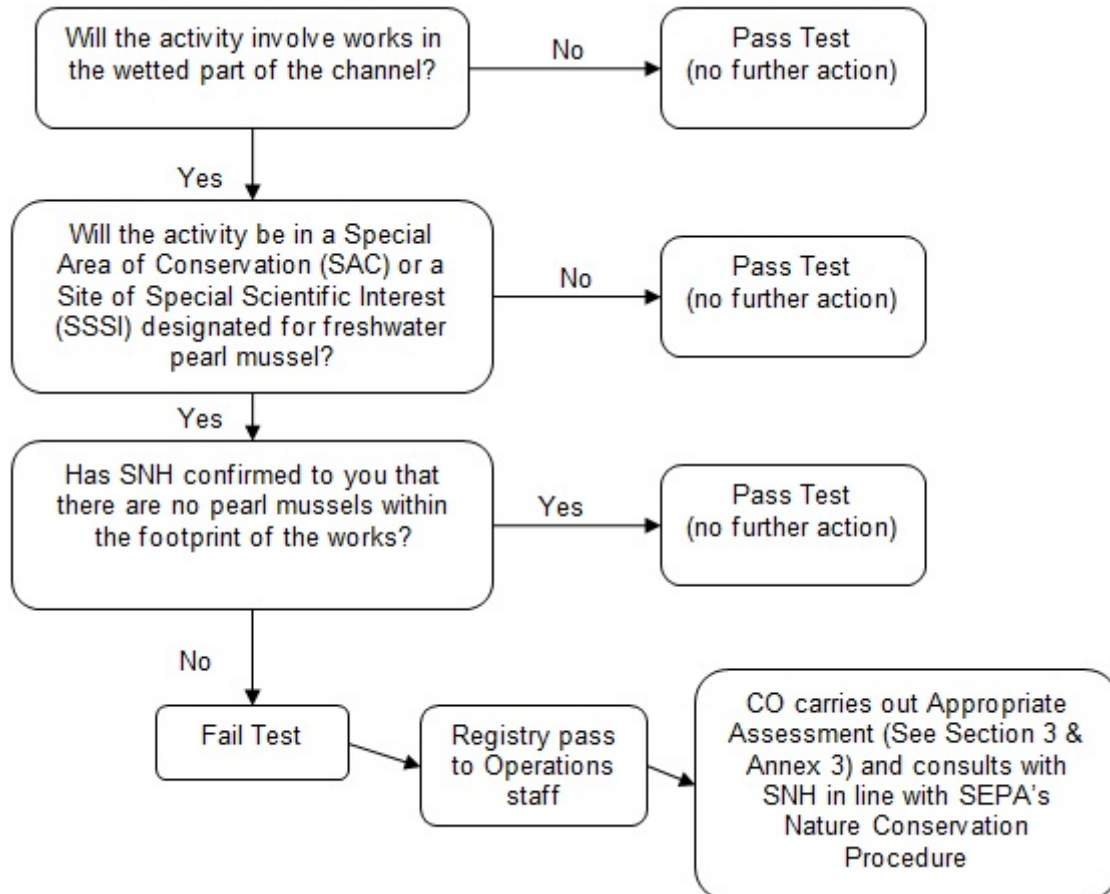 Will the activity involve works in
the wetted part of the channel?
No
Pass Test
(no further action)
Yes
Will the activity be in a Special
Area of Conservation (SAC) or a
Site of Special Scientific Interest
(SSSI) designated for freshwater
pearl mussel?
No
Pass Test
(no further action)
Yes
Has SNH confirmed to you that
there are no pearl mussels within
the footprint of the works?
Yes
Pass Test
(no further action)
No
Fail Test
Registry pass
to Operations
staff
CO carries out Appropriate
Assessment (See Section 3 &
Annex 3) and consults with
SNH in line with SEPA's
Nature Conservation
Procedure